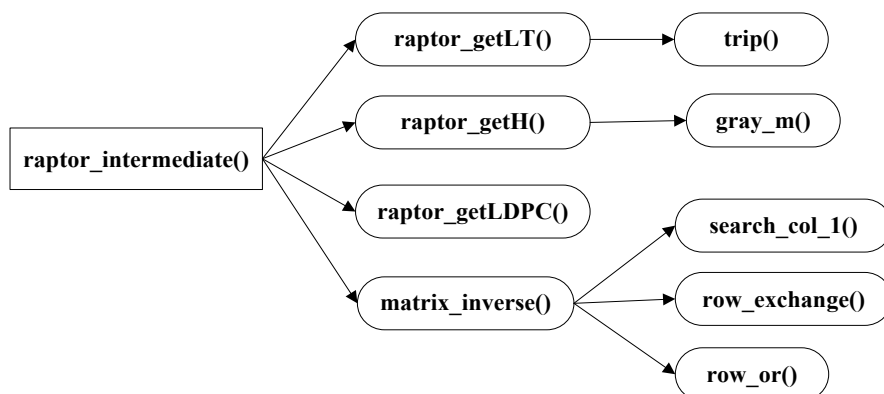 raptor_intermediate()
raptor_getLT()
trip()
raptor_getH()
gray_m()
raptor_getLDPC()
matrix_inverse()
search_col_1()
row_exchange()
row_or()